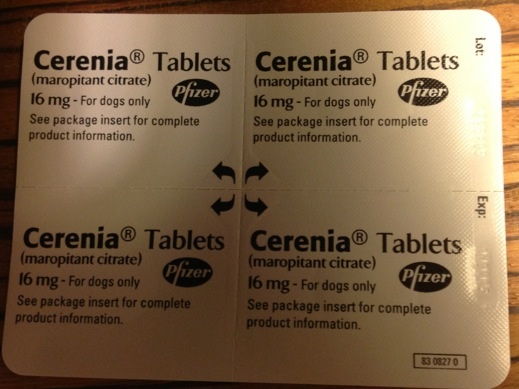 Cerenia® Tablets
(maropitant citrate)
Pfizer
16 mg - For dogs only
See package insert for complete
product information.
Cerenia® Tablets
(maropitant citrate)
Pfizer
16 mg - For dogs only
See package insert for complete
product information.
Lot:
Cerenia® Tablets
(maropitant citrate)
Pfizer
16 mg - For dogs only
See package insert for complete
product information.
Cerenia® Tablets
(maropitant citrate)
Pfizer
16 mg - For dogs only
See package insert for complete
product information.
Exp:
83 0827 0